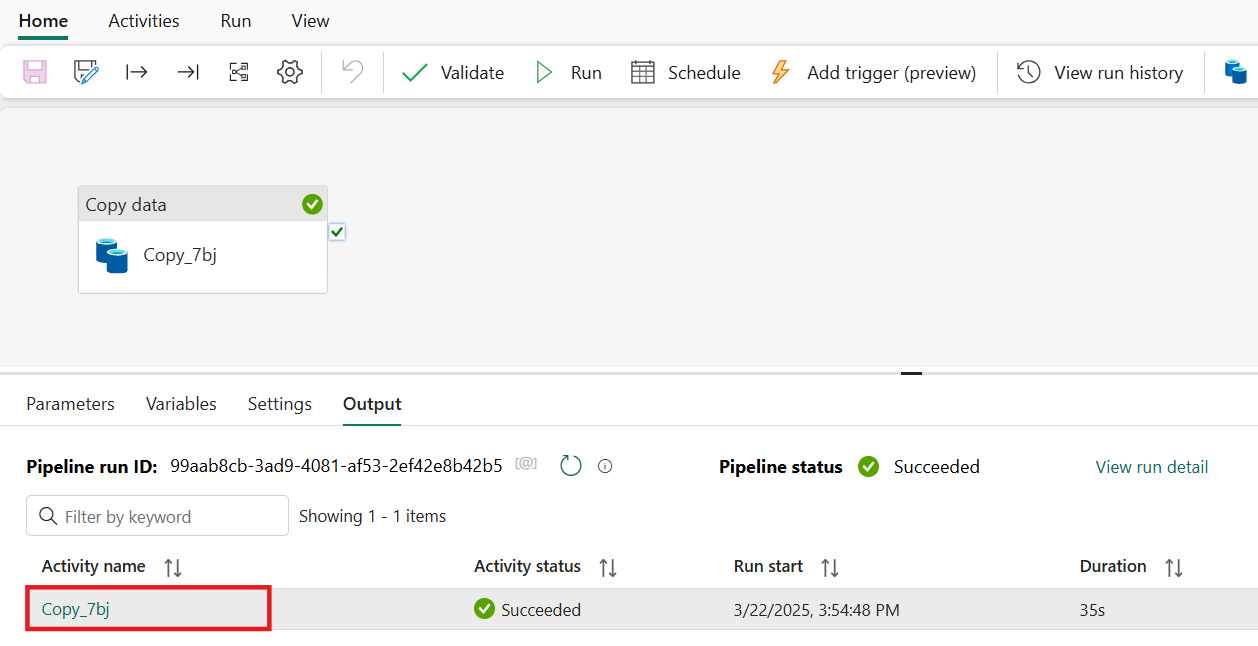 Home Activities Run View
Validate Run Schedule Add trigger (preview) View run history
Copy data
Copy_7bj
Parameters Variables Settings Output
Pipeline run ID: 99aab8cb-3ad9-4081-af53-2ef42e8b42b5 [@] Pipeline status Succeeded View run detail
Filter by keyword Showing 1 - 1 items
Activity name Activity status Run start Duration
Copy_7bj Succeeded 3/22/2025, 3:54:48 PM 35s